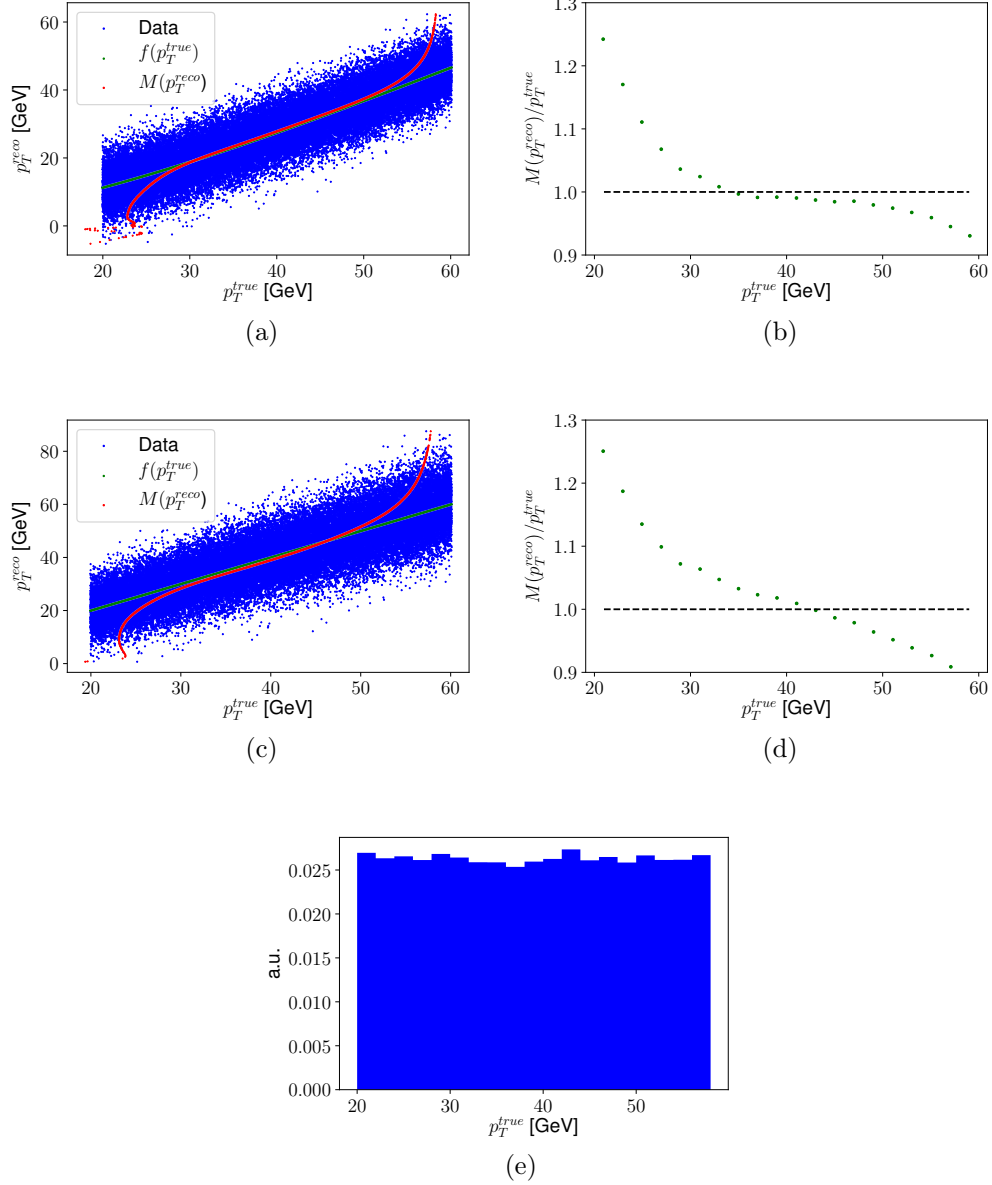 60
40
20
0
p_T^{reco} [GeV]
Data
f(p_T^{true})
M(p_T^{reco})
20 30 40 50 60
p_T^{true} [GeV]
(a)
1.3
1.2
1.1
1.0
0.9
M(p_T^{reco})/p_T^{true}
20 30 40 50 60
p_T^{true} [GeV]
(b)
80
60
40
20
0
p_T^{reco} [GeV]
Data
f(p_T^{true})
M(p_T^{reco})
20 30 40 50 60
p_T^{true} [GeV]
(c)
1.3
1.2
1.1
1.0
0.9
M(p_T^{reco})/p_T^{true}
20 30 40 50 60
p_T^{true} [GeV]
(d)
0.025
0.020
0.015
0.010
0.005
0.000
a.u.
20 30 40 50
p_T^{true} [GeV]
(e)